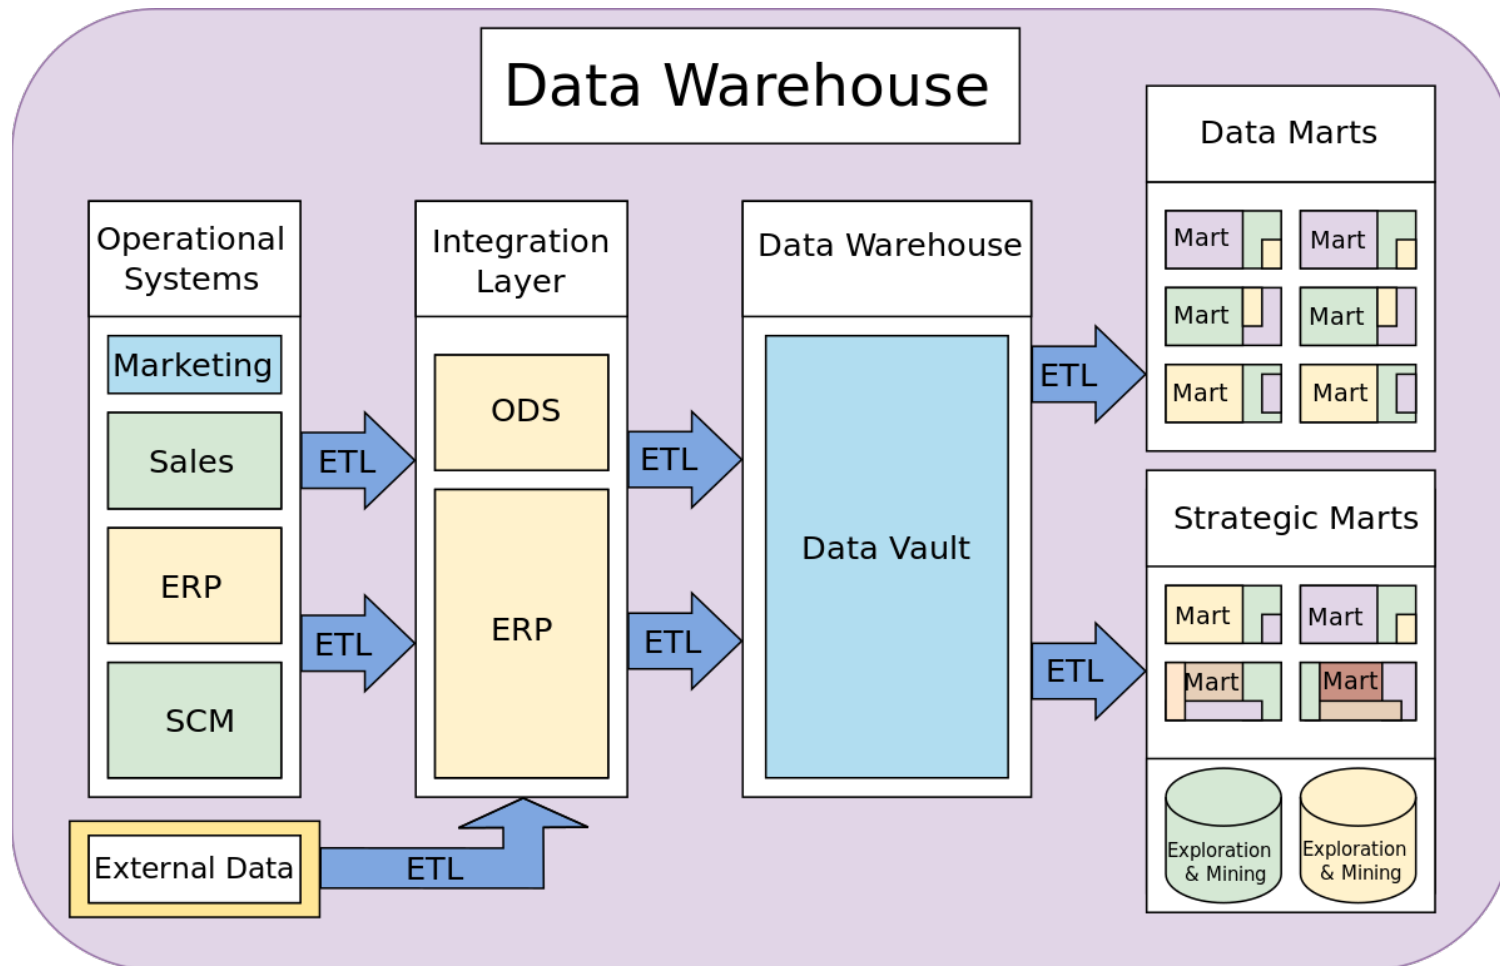 Data Warehouse
Operational
Systems
Marketing
Sales
ERP
SCM
External Data
ETL
ETL
ETL
Integration
Layer
ODS
ERP
ETL
ETL
Data Warehouse
Data Vault
ETL
ETL
Data Marts
Mart
Mart
Mart
Mart
Mart
Mart
Strategic Marts
Mart
Mart
Mart
Mart
Exploration
& Mining
Exploration
& Mining